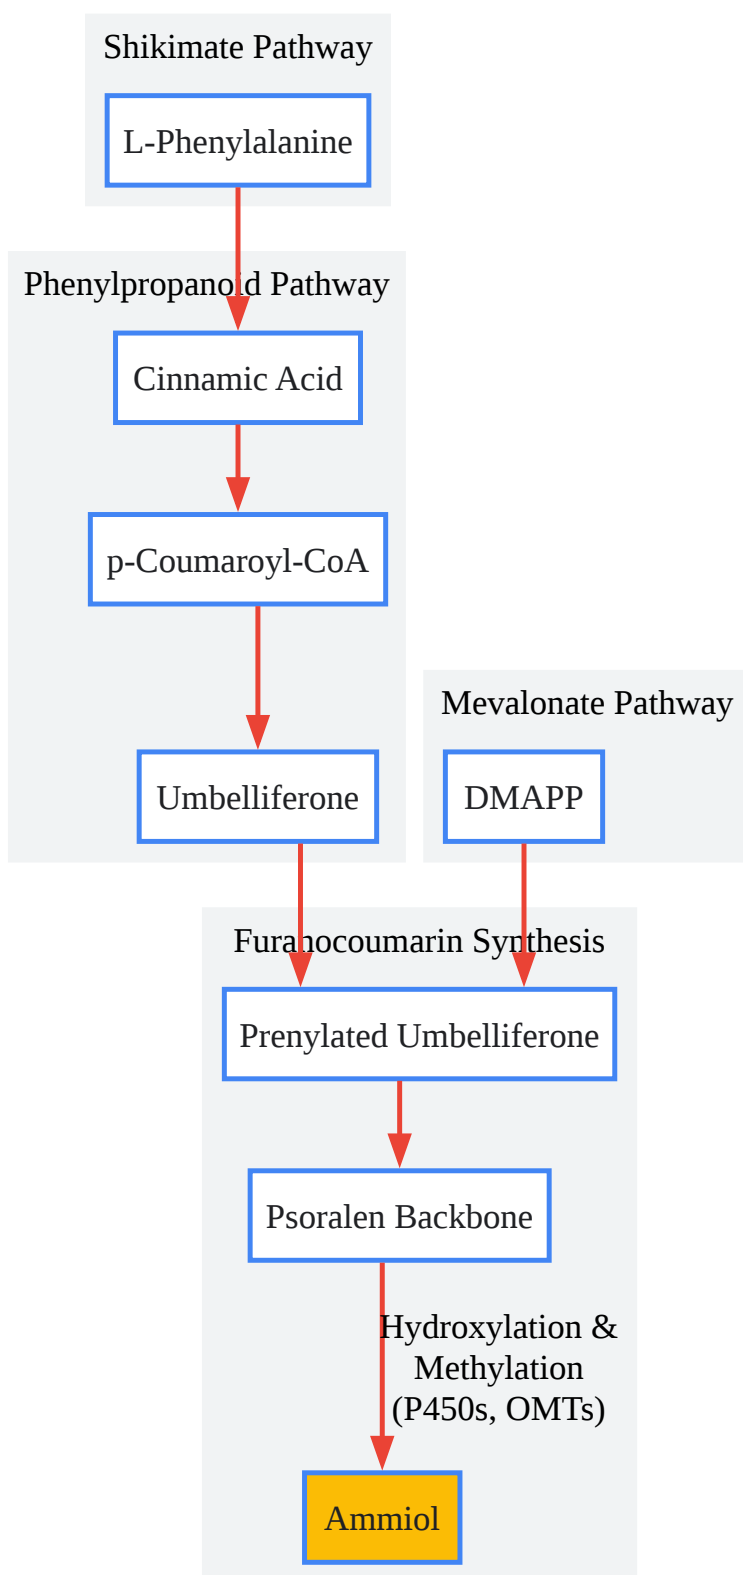 Shikimate Pathway
L-Phenylalanine
Phenylpropanoid Pathway
Cinnamic Acid
p-Coumaroyl-CoA
Mevalonate Pathway
Umbelliferone
DMAPP
Furanocoumarin Synthesis
Prenylated Umbelliferone
Psoralen Backbone
Hydroxylation &
Methylation
(P450s, OMTs)
Ammiol